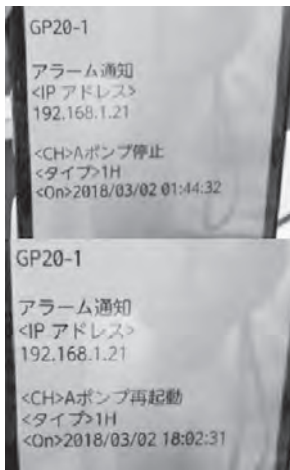 GP20-1
アラーム通知
<IP アドレス>
192.168.1.21
<CH>Aポンプ停止
<タイプ>1H
<On>2018/03/02 01:44:32
GP20-1
アラーム通知
<IP アドレス>
192.168.1.21
<CH>Aポンプ再起動
<タイプ>1H
<On>2018/03/02 18:02:31